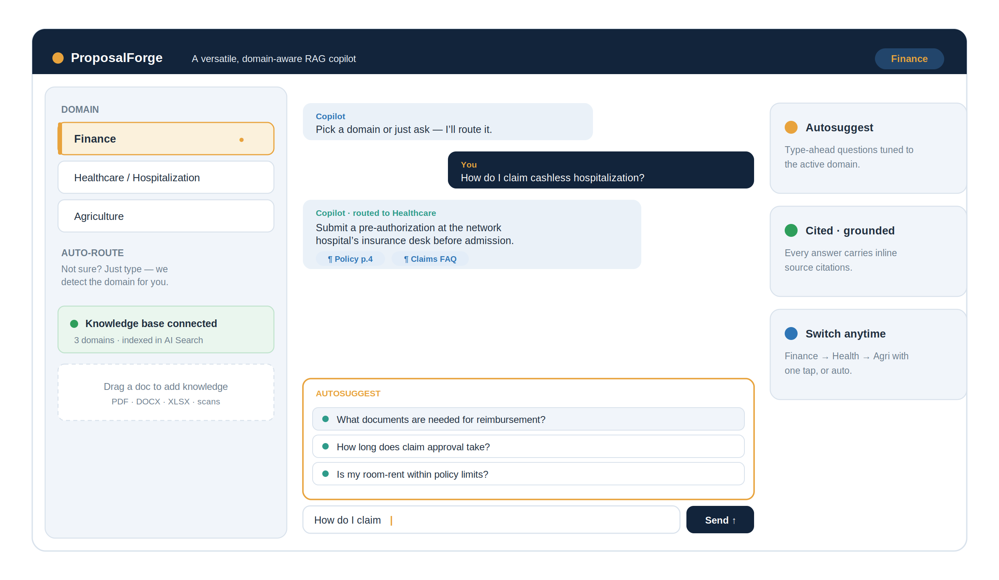 ProposalForge
A versatile, domain-aware RAG copilot
Finance
DOMAIN
Finance
Healthcare / Hospitalization
Agriculture
AUTO-ROUTE
Not sure? Just type — we
detect the domain for you.
Knowledge base connected
3 domains · indexed in AI Search
Drag a doc to add knowledge
PDF · DOCX · XLSX · scans
Copilot
Pick a domain or just ask — I’ll route it.
You
How do I claim cashless hospitalization?
Copilot · routed to Healthcare
Submit a pre-authorization at the network
hospital’s insurance desk before admission.
¶ Policy p.4
¶ Claims FAQ
AUTOSUGGEST
What documents are needed for reimbursement?
How long does claim approval take?
Is my room-rent within policy limits?
How do I claim
Send ↑
Autosuggest
Type-ahead questions tuned to
the active domain.
Cited · grounded
Every answer carries inline
source citations.
Switch anytime
Finance → Health → Agri with
one tap, or auto.